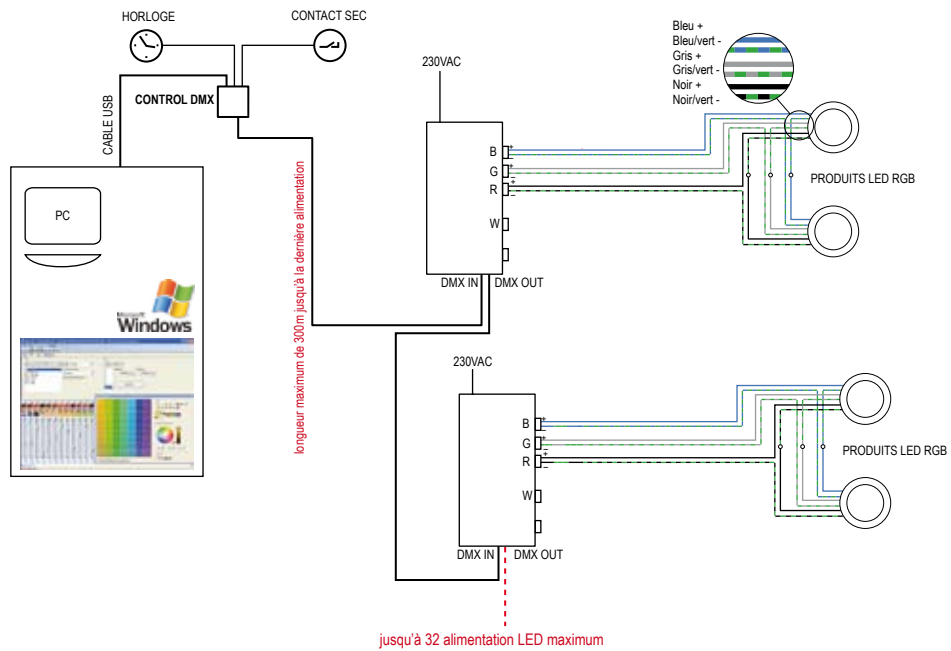 HORLOGE
CONTACT SEC
CONTROL DMX
CABLE USB
PC
Microsoft
Windows
longueur maximum de 300m jusqu'à la dernière alimentation
230VAC
B
+
–
G
+
–
R
+
–
W
DMX IN
DMX OUT
Bleu +
Bleu/vert -
Gris +
Gris/vert -
Noir +
Noir/vert -
PRODUITS LED RGB
230VAC
B
+
–
G
+
–
R
+
–
W
DMX IN
DMX OUT
PRODUITS LED RGB
jusqu'à 32 alimentation LED maximum